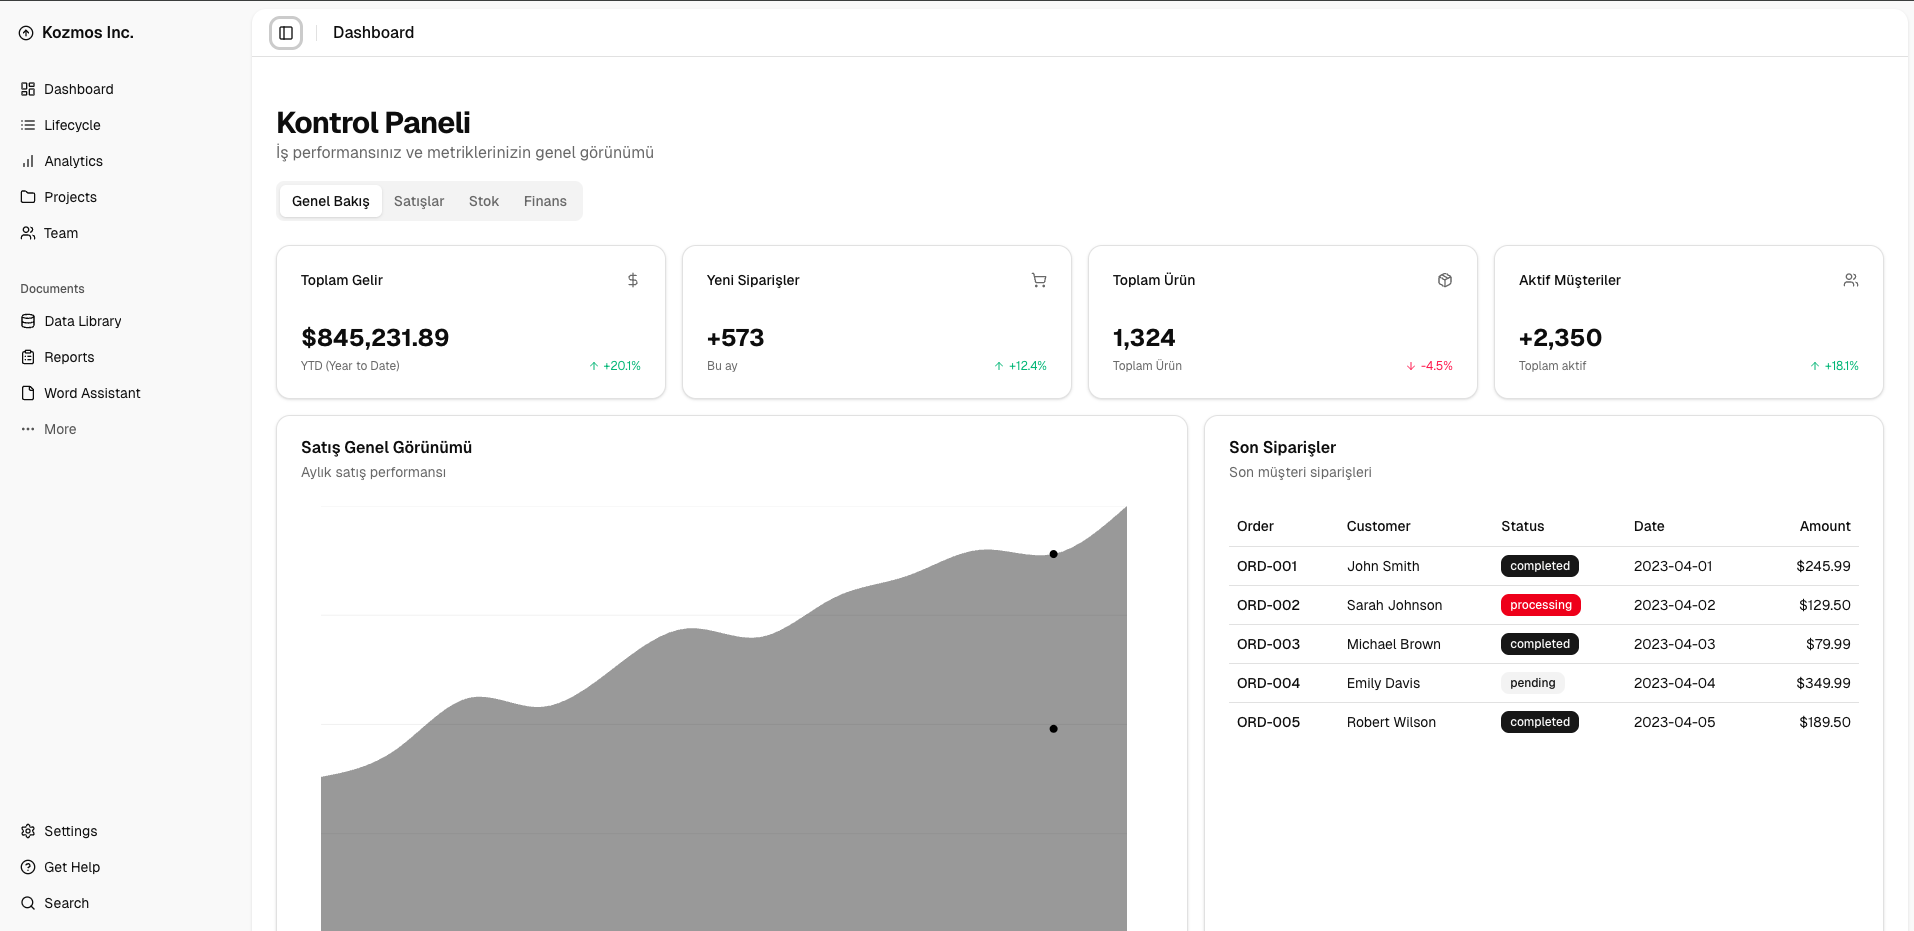 Kozmos Inc.
Dashboard
Lifecycle
Analytics
Projects
Team
Documents
Data Library
Reports
Word Assistant
More
Settings
Get Help
Search
Dashboard
Kontrol Paneli
İş performansınız ve metriklerinizin genel görünümü
Genel Bakış Satışlar Stok Finans
Toplam Gelir
$845,231.89
YTD (Year to Date) ↑ +20.1%
Yeni Siparişler
+573
Bu ay ↑ +12.4%
Toplam Ürün
1,324
Toplam Ürün ↓ -4.5%
Aktif Müşteriler
+2,350
Toplam aktif ↑ +18.1%
Satış Genel Görünümü
Aylık satış performansı
Son Siparişler
Son müşteri siparişleri
Order Customer Status Date Amount
ORD-001 John Smith completed 2023-04-01 $245.99
ORD-002 Sarah Johnson processing 2023-04-02 $129.50
ORD-003 Michael Brown completed 2023-04-03 $79.99
ORD-004 Emily Davis pending 2023-04-04 $349.99
ORD-005 Robert Wilson completed 2023-04-05 $189.50